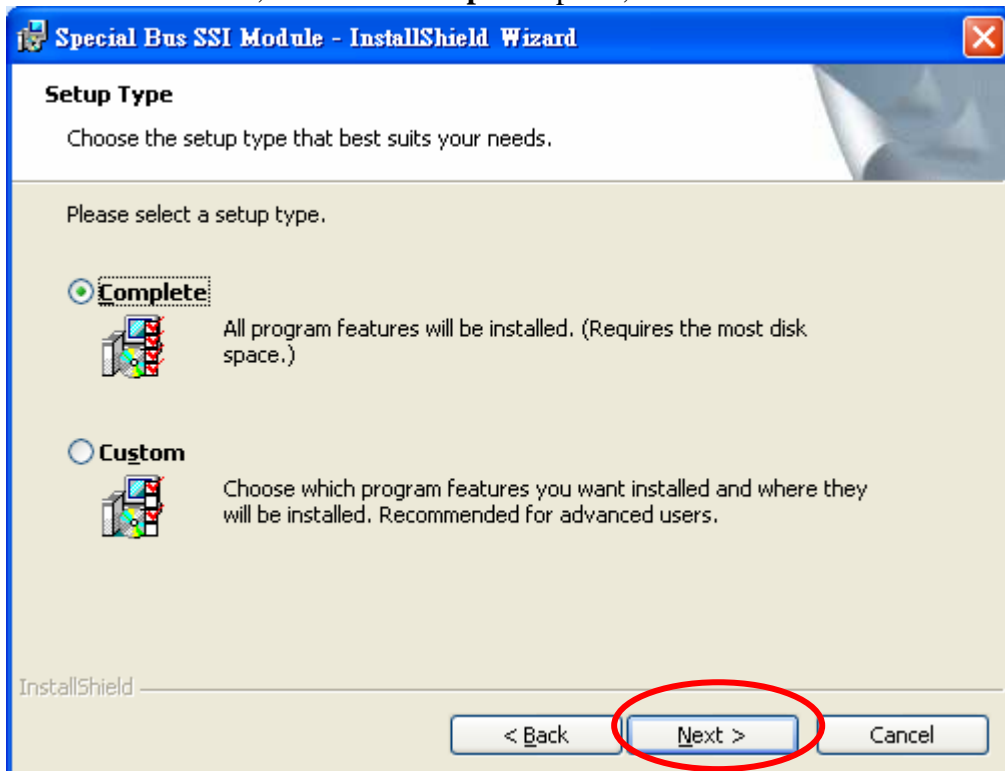 Special Bus SSI Module - InstallShield Wizard
Setup Type
Choose the setup type that best suits your needs.
Please select a setup type.
Complete
All program features will be installed. (Requires the most disk
space.)
Custom
Choose which program features you want installed and where they
will be installed. Recommended for advanced users.
InstallShield
< Back Next > Cancel